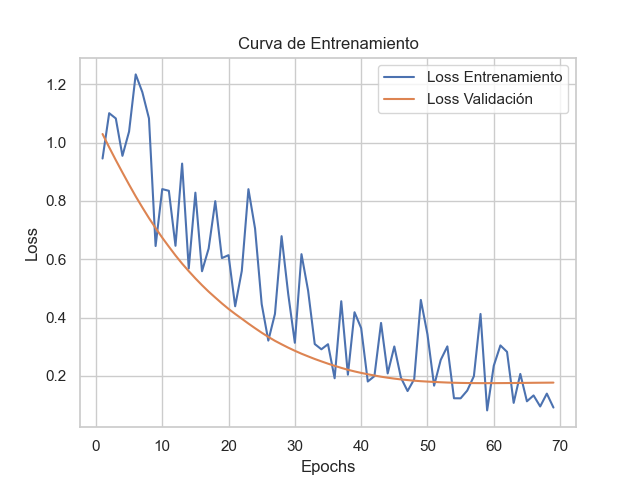 Curva de Entrenamiento
Loss Entrenamiento
Loss Validación
Loss
1.2
1.0
0.8
0.6
0.4
0.2
0 10 20 30 40 50 60 70
Epochs